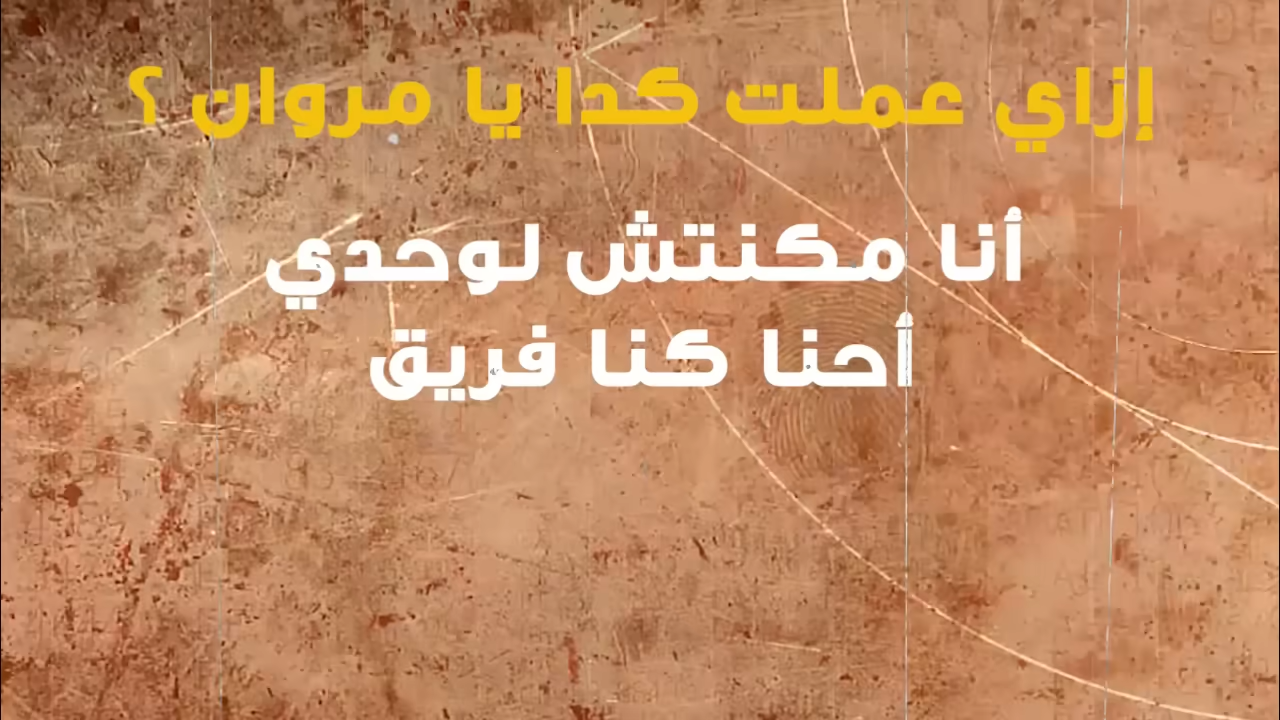 إزاي عملت كدا يا مروان ؟
أنا مكنتش لوحدي
أحنا كنا فريق